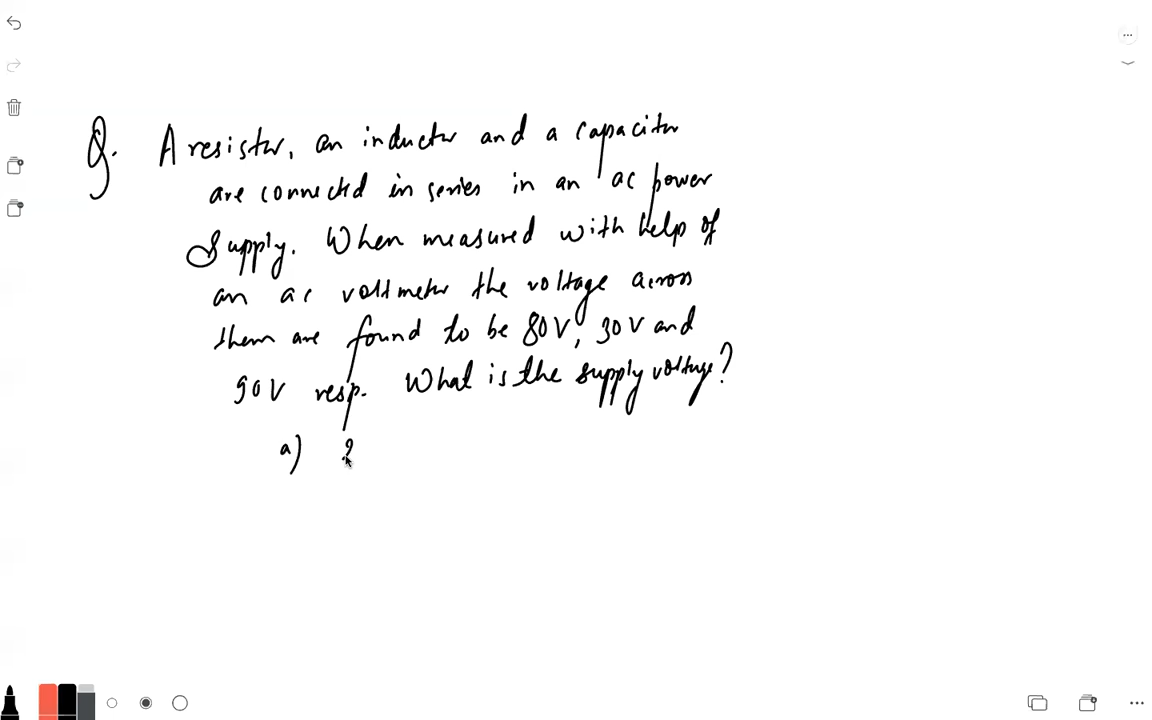 Q. A resistor, an inductor and a capacitor
are connected in series in an ac power
Supply. When measured with help of
an ac voltmeter the voltage across
them are found to be 80V, 30V and
90V resp. What is the supply voltage?
a) 2